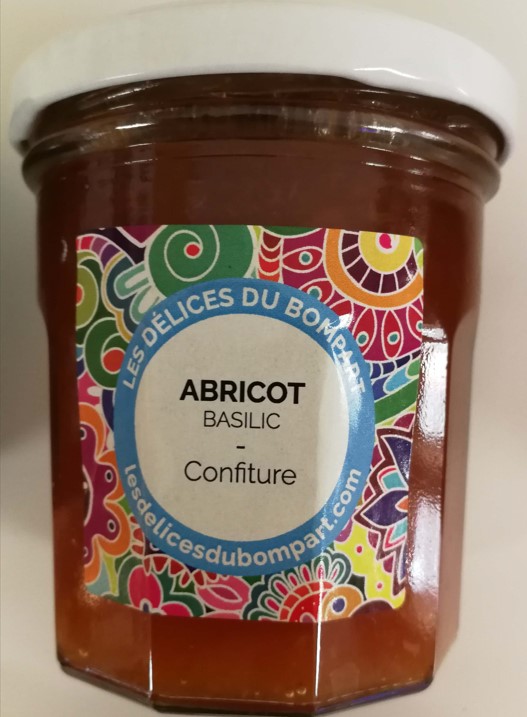 LES DÉLICES DU BOMPART
ABRICOT
BASILIC
-
Confiture
lesdelicesdubompart.com